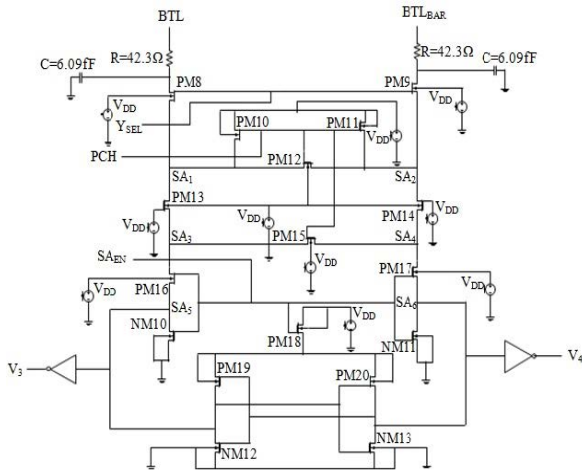 BTL
BTL_BAR
R=42.3Ω
R=42.3Ω
C=6.09fF
C=6.09fF
PM8
PM9
V_DD
V_DD
Y_SEL
PM10
PM11
V_DD
PCH
PM12
SA_1
SA_2
PM13
PM14
V_DD
V_DD
V_DD
PM15
SA_3
SA_4
SA_EN
V_DD
PM16
PM17
V_DD
V_DD
SA_5
SA_6
V_DD
NM10
PM18
NM11
V_3
V_4
PM19
PM20
NM12
NM13